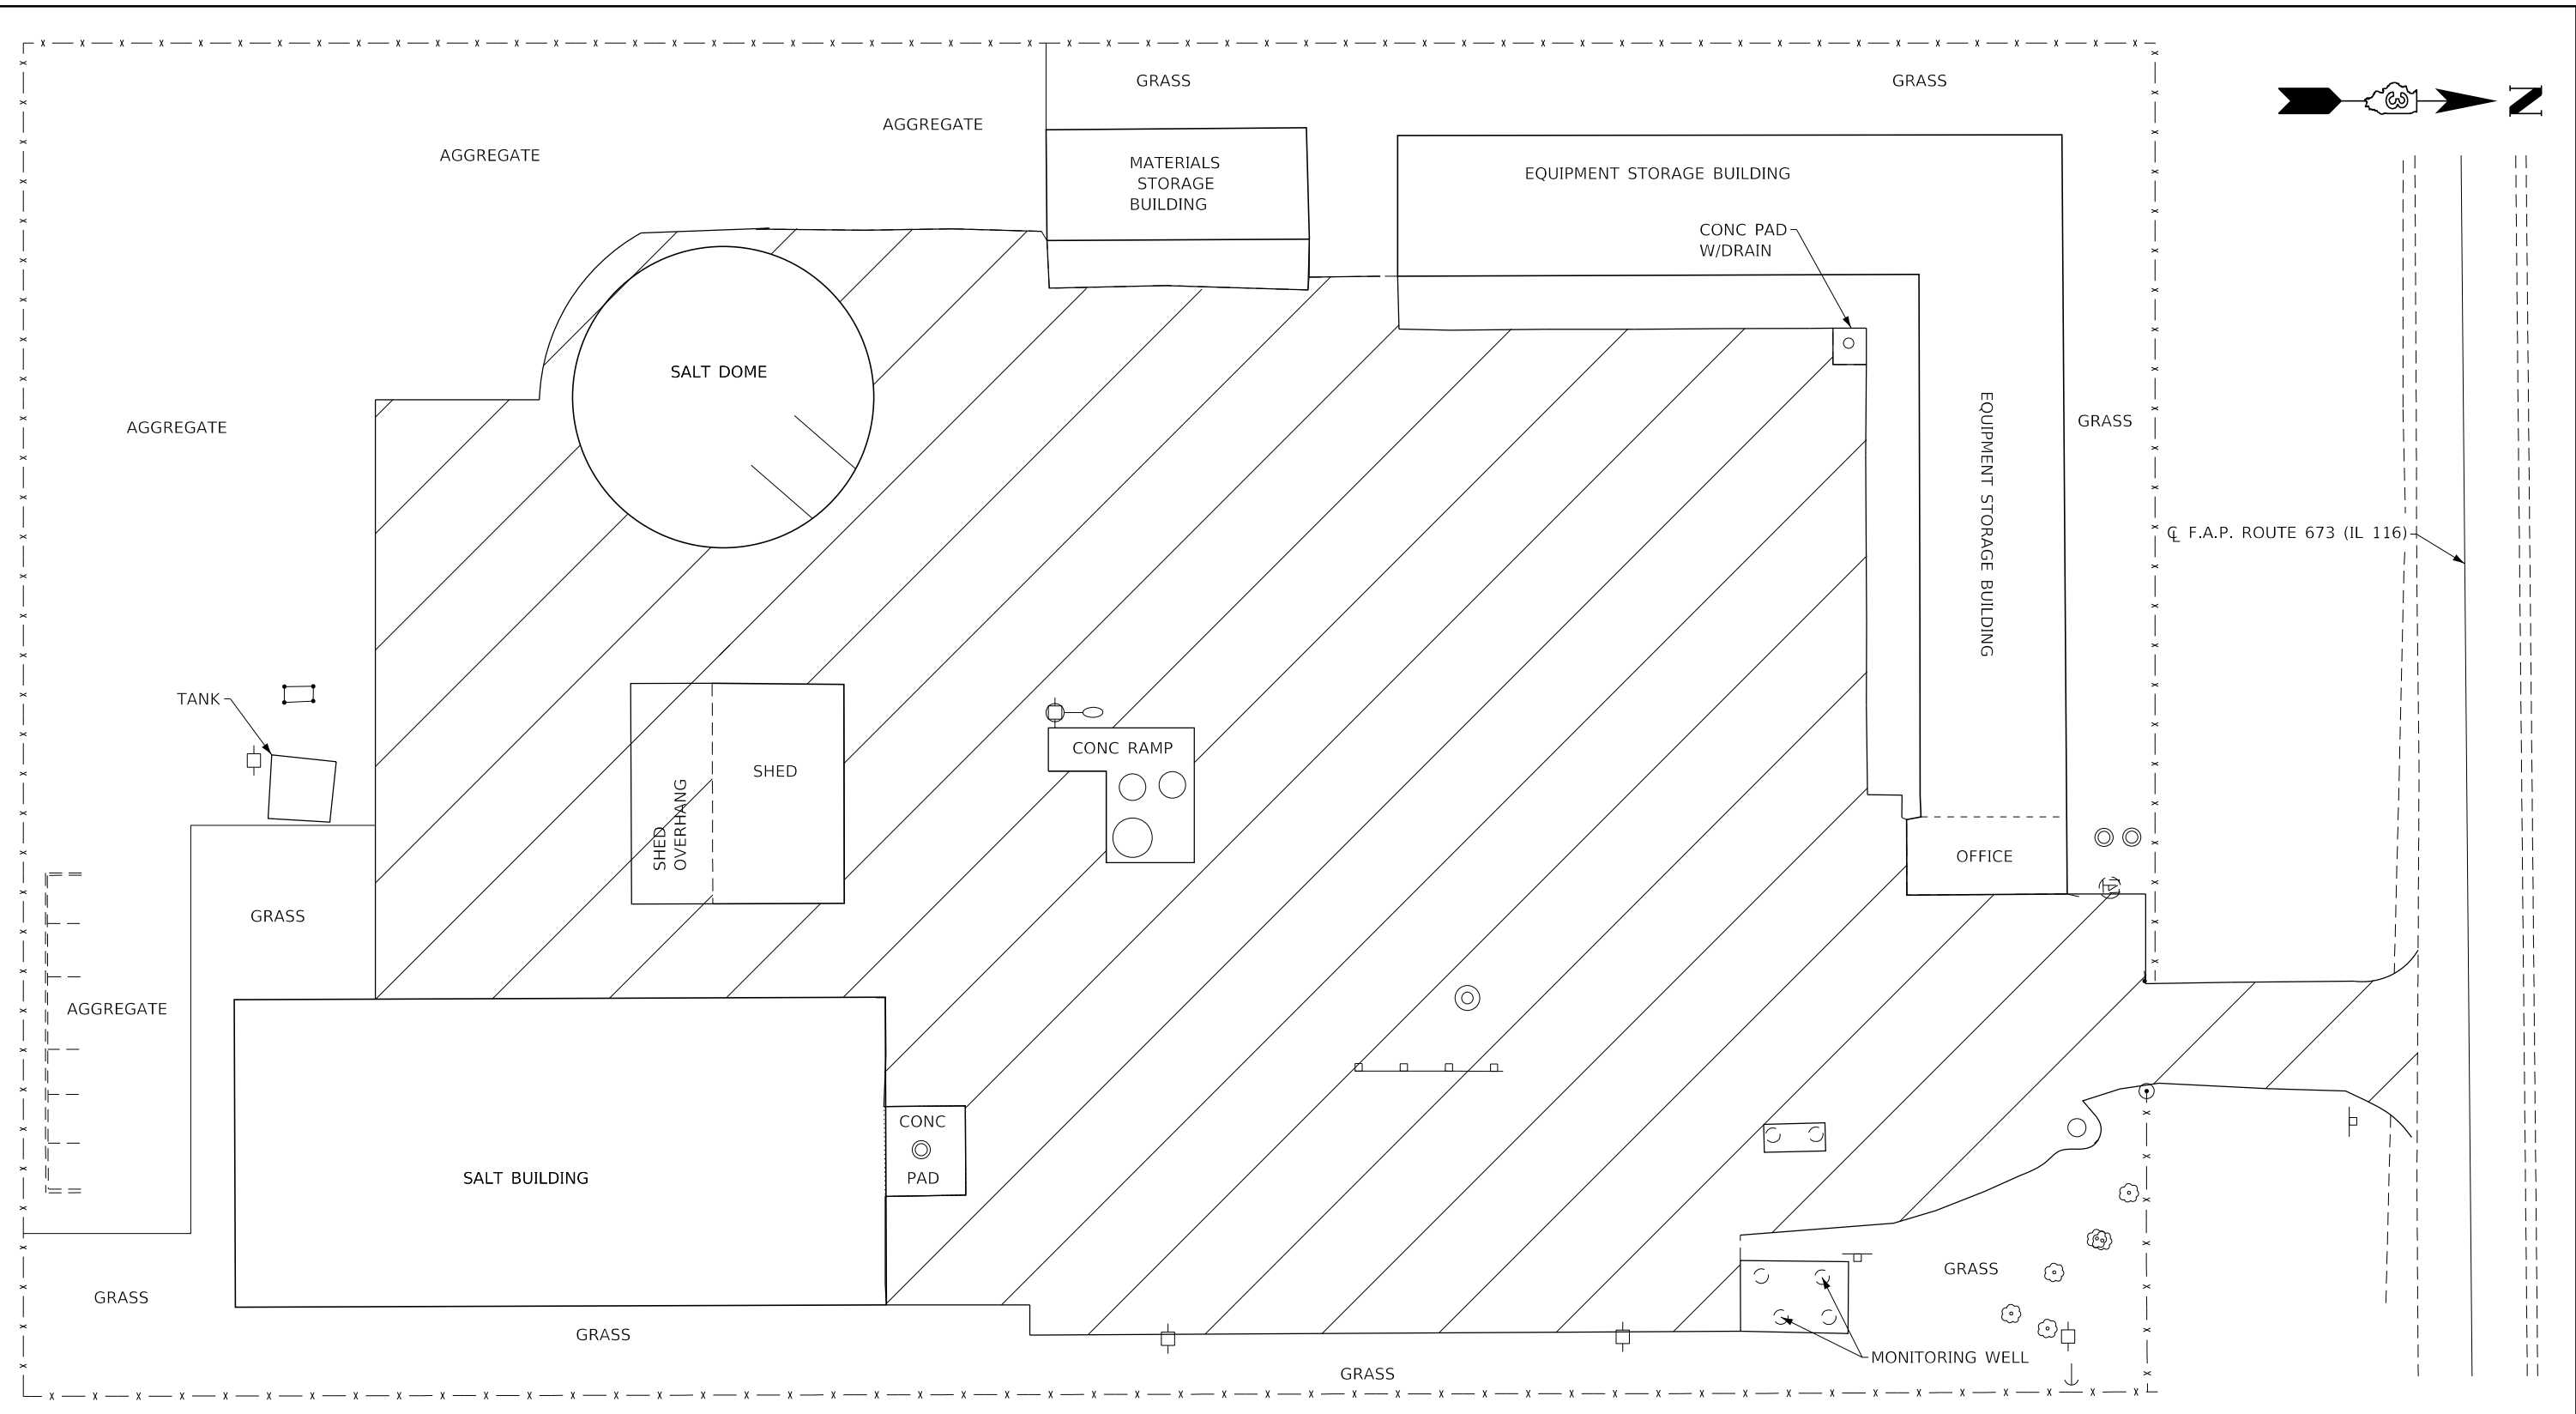 GRASS
GRASS
AGGREGATE
AGGREGATE
3
N
MATERIALS
STORAGE
BUILDING
EQUIPMENT STORAGE BUILDING
CONC PAD
W/DRAIN
SALT DOME
AGGREGATE
GRASS
EQUIPMENT STORAGE BUILDING
℄ F.A.P. ROUTE 673 (IL 116)
TANK
CONC RAMP
SHED
SHED
OVERHANG
OFFICE
GRASS
AGGREGATE
CONC
PAD
SALT BUILDING
GRASS
GRASS
GRASS
MONITORING WELL
GRASS